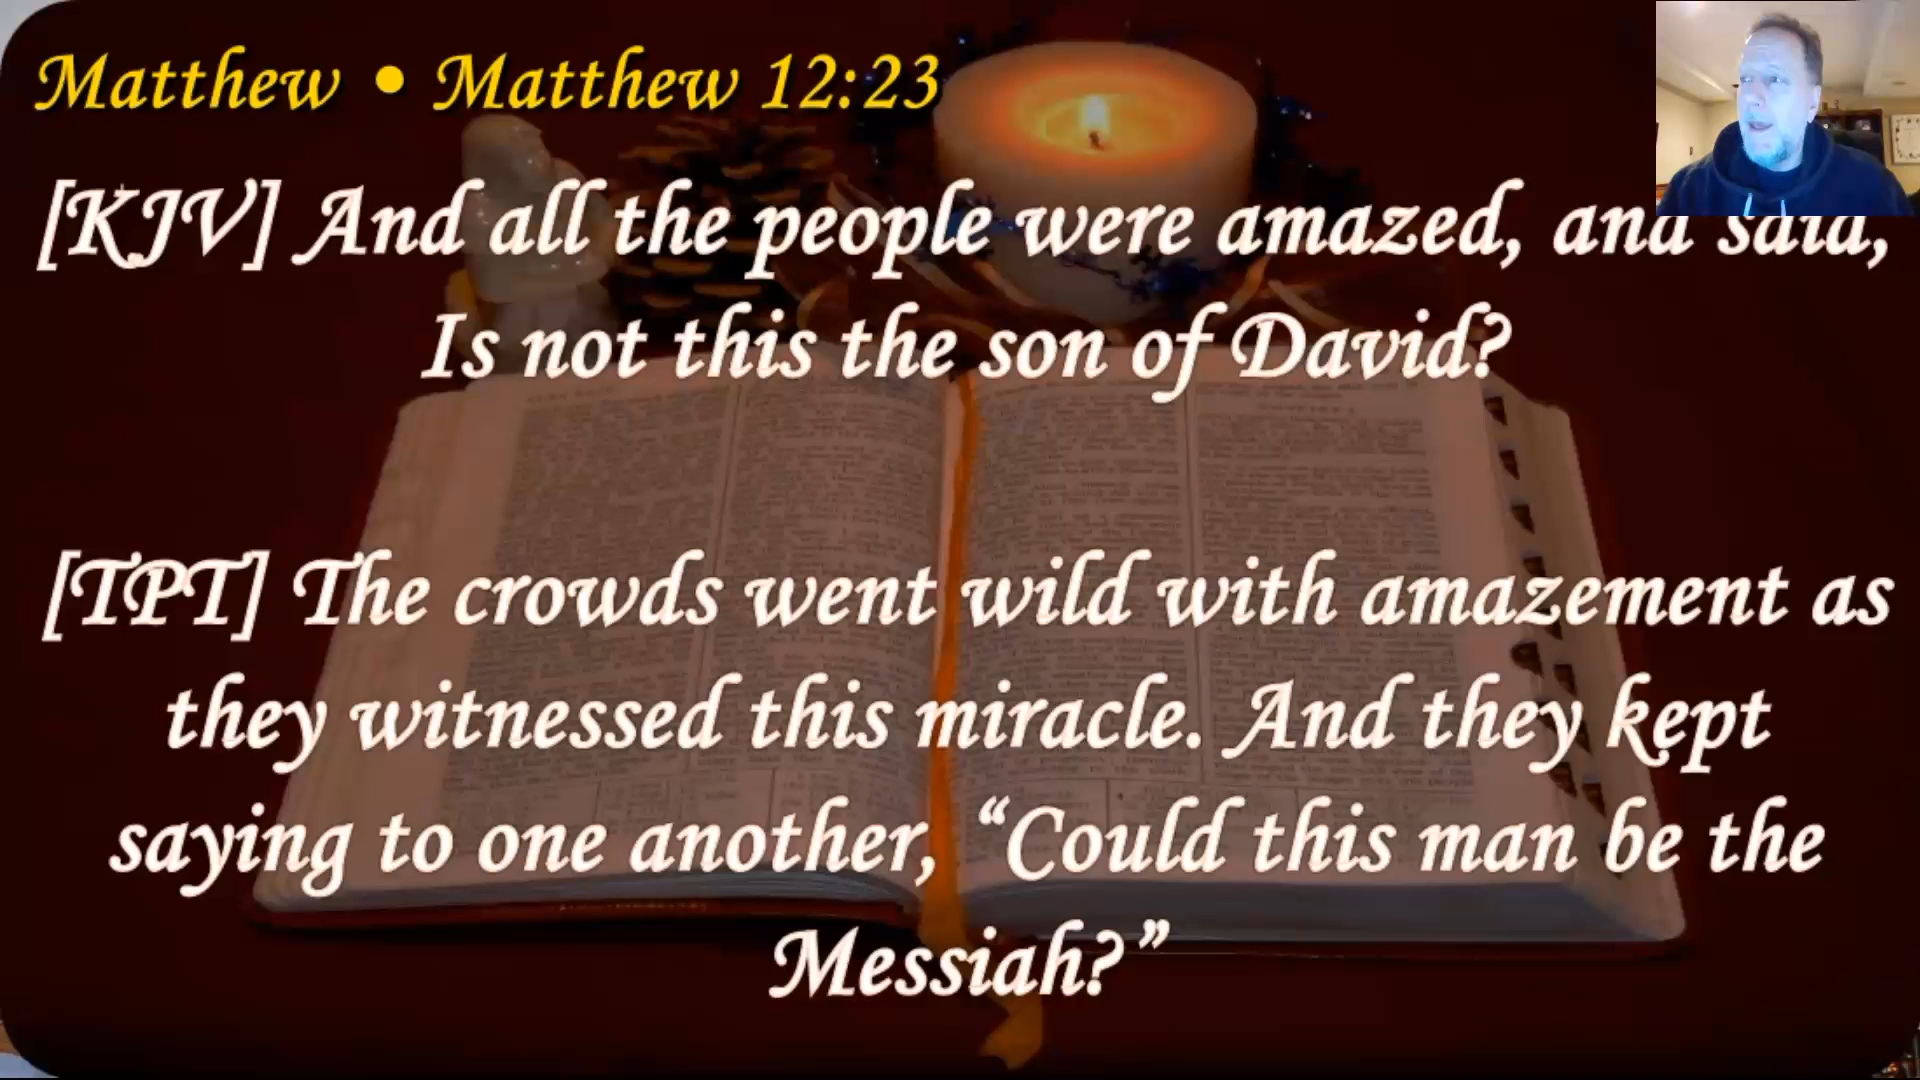 Matthew • Matthew 12:23
[KJV] And all the people were amazed, and said,
Is not this the son of David?
[TPT] The crowds went wild with amazement as
they witnessed this miracle. And they kept
saying to one another, “Could this man be the
Messiah?”